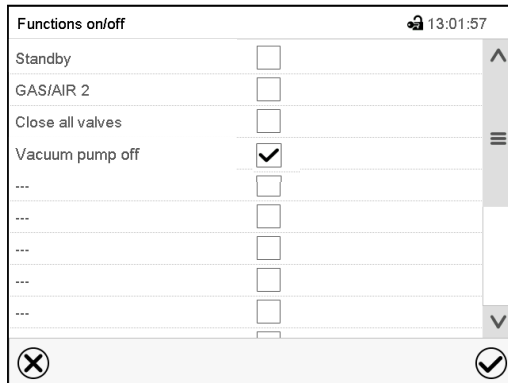 Functions on/off 13:01:57
Standby
GAS/AIR 2
Close all valves
Vacuum pump off
---
---
---
---
---